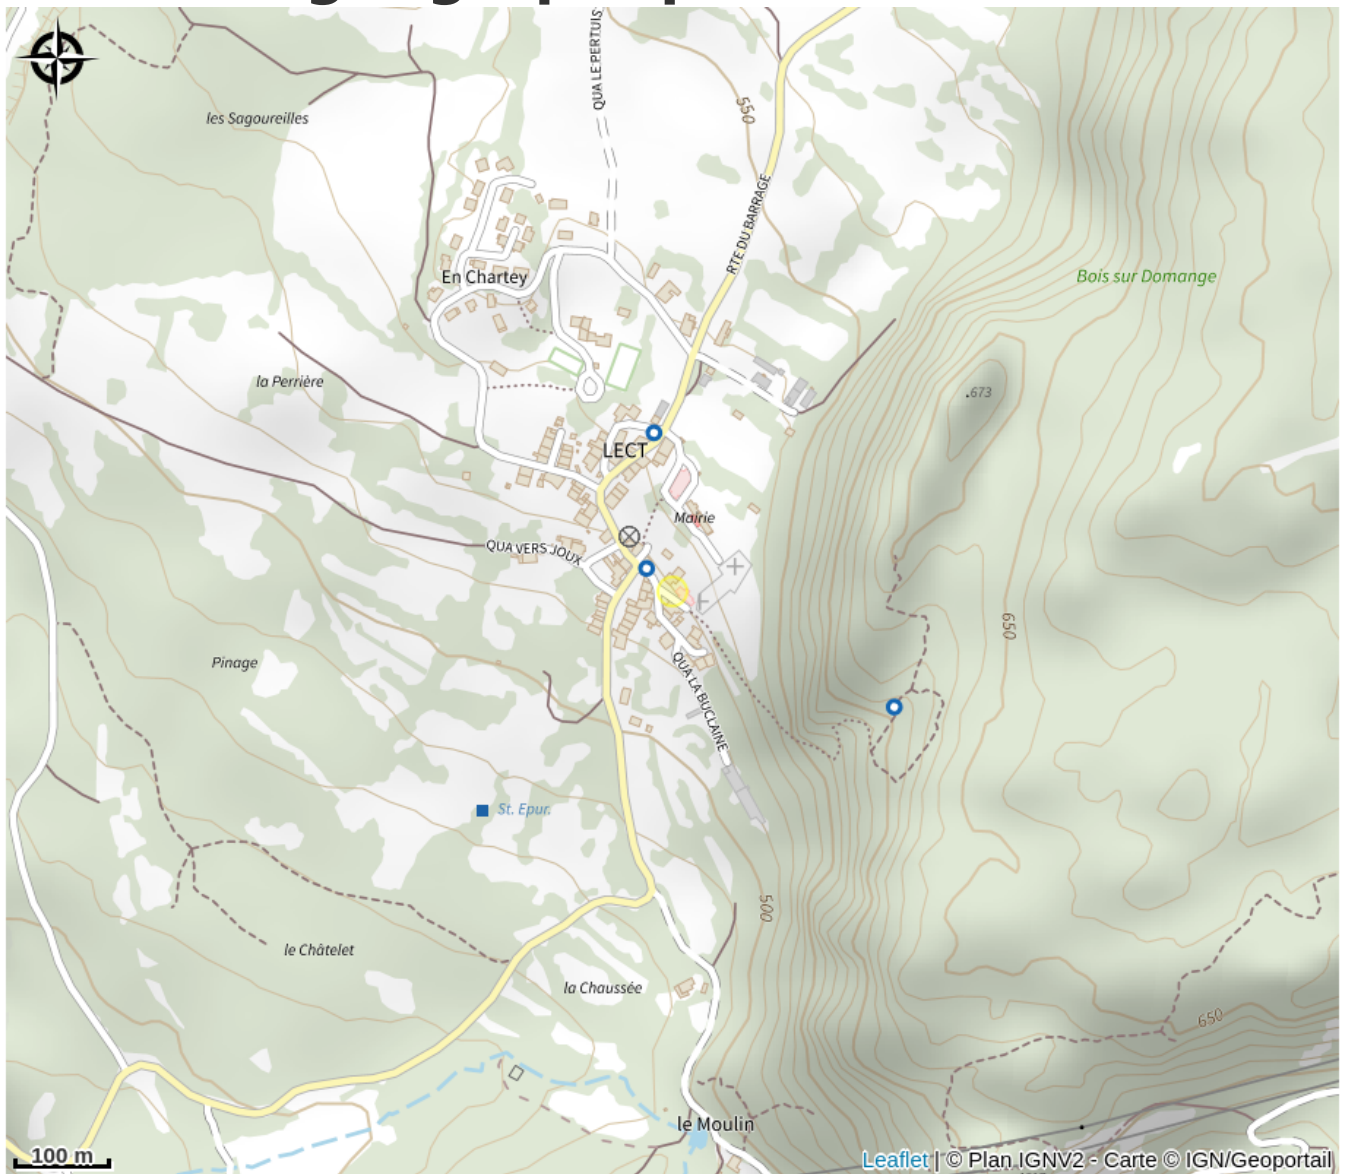 QUA LE PERTUIS
550
les Sagoureilles
RTE DU BARRAGE
En Chartey
Bois sur Domange
la Perrière
.673
LECT
Mairie
QUA VERS JOUX
650
Pinage
QUA LA BUCLAINE
St. Epur.
500
le Châtelet
la Chaussée
650
le Moulin
100 m
Leaflet | © Plan IGNV2 - Carte © IGN/Geoportail